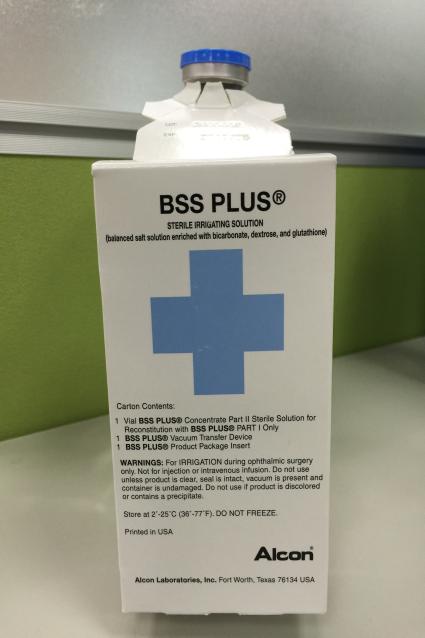 BSS PLUS®
STERILE IRRIGATING SOLUTION
(balanced salt solution enriched with bicarbonate, dextrose, and glutathione)
Carton Contents:
1 Vial BSS PLUS® Concentrate Part II Sterile Solution for
Reconstitution with BSS PLUS® PART I Only
1 BSS PLUS® Vacuum Transfer Device
1 BSS PLUS® Product Package Insert
WARNINGS: For IRRIGATION during ophthalmic surgery
only. Not for injection or intravenous infusion. Do not use
unless product is clear, seal is intact, vacuum is present and
container is undamaged. Do not use if product is discolored
or contains a precipitate.
Store at 2°-25°C (36°-77°F). DO NOT FREEZE.
Printed in USA
Alcon®
Alcon Laboratories, Inc. Fort Worth, Texas 76134 USA